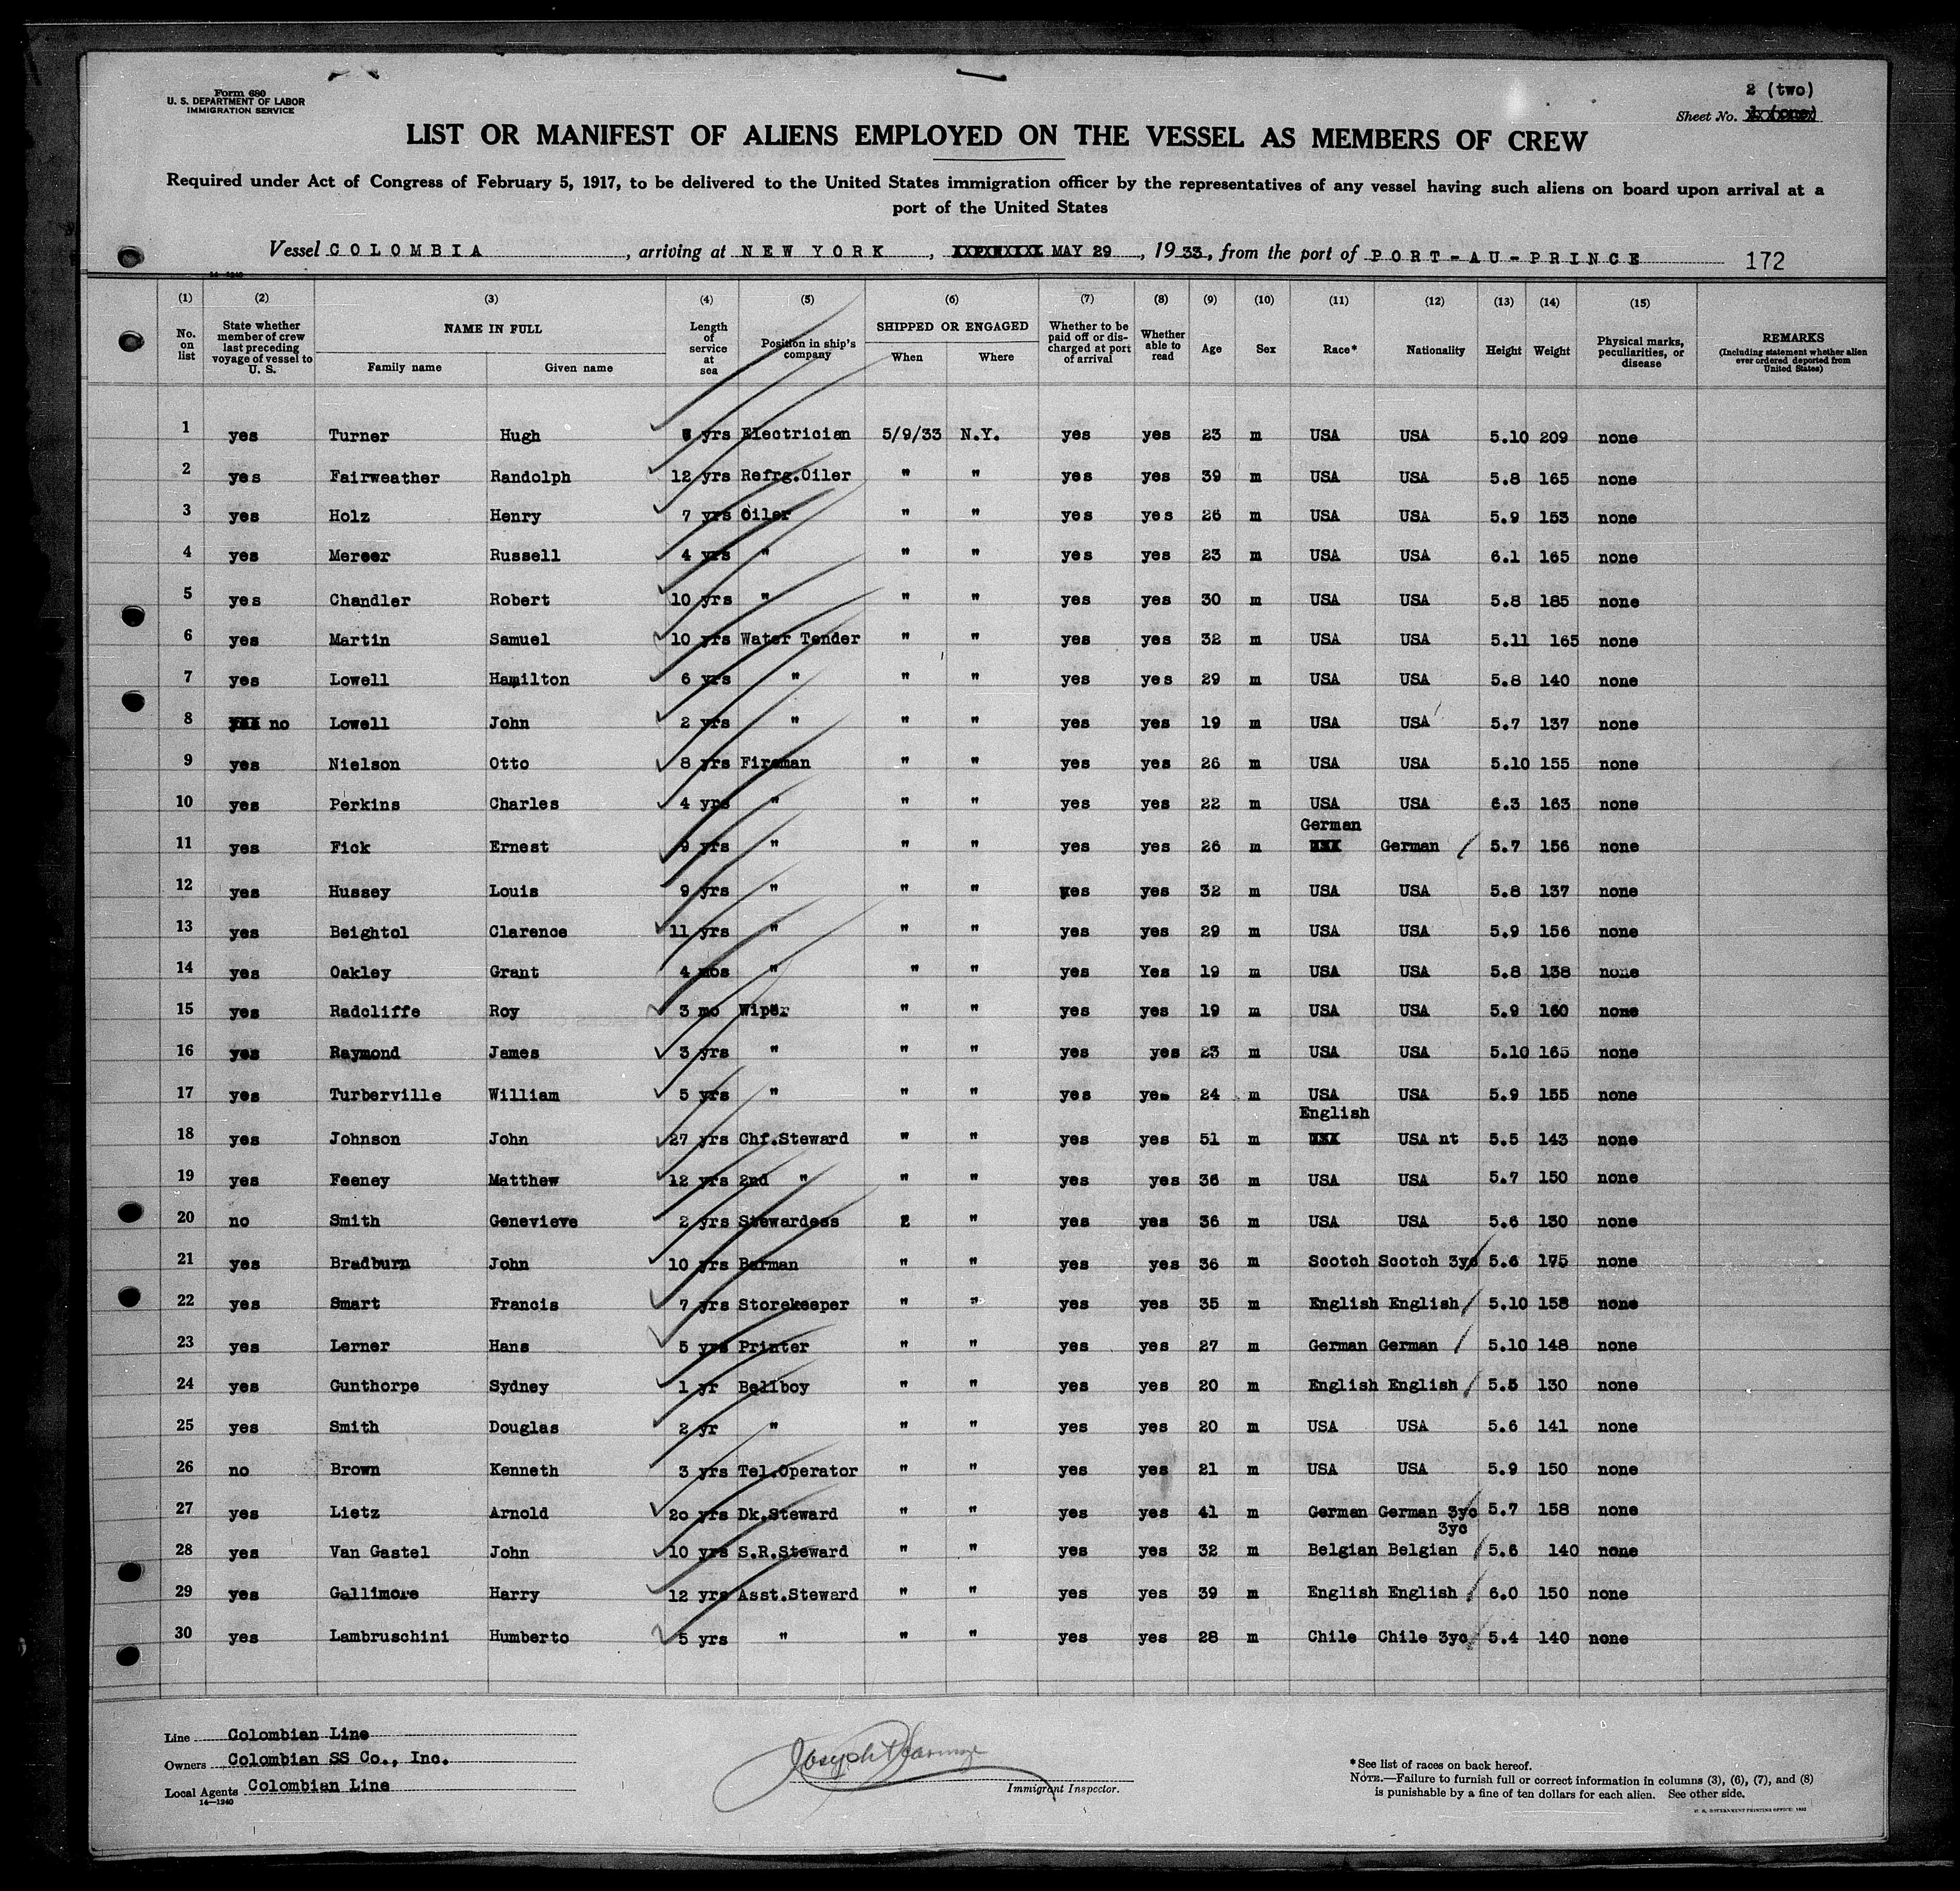 Form 680
U. S. DEPARTMENT OF LABOR
IMMIGRATION SERVICE
2 (two)
Sheet No. 1 (one)
LIST OR MANIFEST OF ALIENS EMPLOYED ON THE VESSEL AS MEMBERS OF CREW
Required under Act of Congress of February 5, 1917, to be delivered to the United States immigration officer by the representatives of any vessel having such aliens on board upon arrival at a
port of the United States
Vessel COLOMBIA, arriving at NEW YORK, MAY 29, 1933, from the port of PORT-AU-PRINCE 172
14-1240
(1) (2) (3) (4) (5) (6) (7) (8) (9) (10) (11) (12) (13) (14) (15)
No. on list State whether member of crew last preceding voyage of vessel to U. S. NAME IN FULL Family name Given name Length of service at sea Position in ship's company SHIPPED OR ENGAGED When Where Whether to be paid off or discharged at port of arrival Whether able to read Age Sex Race* Nationality Height Weight Physical marks, peculiarities, or disease REMARKS (Including statement whether alien ever ordered deported from United States)
1 yes Turner Hugh yrs Electrician 5/9/33 N.Y. yes yes 23 m USA USA 5.10 209 none
2 yes Fairweather Randolph 12 yrs Refrg.Oiler " " yes yes 39 m USA USA 5.8 165 none
3 yes Holz Henry 7 yrs Oiler " " yes yes 26 m USA USA 5.9 153 none
4 yes Mercer Russell 4 yrs " " " yes yes 23 m USA USA 6.1 165 none
5 yes Chandler Robert 10 yrs " " " yes yes 30 m USA USA 5.8 185 none
6 yes Martin Samuel 10 yrs Water Tender " " yes yes 32 m USA USA 5.11 165 none
7 yes Lowell Hamilton 6 yrs " " " yes yes 29 m USA USA 5.8 140 none
8 no Lowell John 2 yrs " " " yes yes 19 m USA USA 5.7 137 none
9 yes Nielson Otto 8 yrs Fireman " " yes yes 26 m USA USA 5.10 155 none
10 yes Perkins Charles 4 yrs " " " yes yes 22 m USA USA 6.3 163 none
German
11 yes Fick Ernest 9 yrs " " " yes yes 26 m German 5.7 156 none
12 yes Hussey Louis 9 yrs " " " yes yes 32 m USA USA 5.8 137 none
13 yes Beightol Clarence 11 yrs " " " yes yes 29 m USA USA 5.9 156 none
14 yes Oakley Grant 4 mos " " " yes Yes 19 m USA USA 5.8 138 none
15 yes Radcliffe Roy 3 mo Wiper " " yes yes 19 m USA USA 5.9 160 none
16 yes Raymond James 3 yrs " " " yes yes 23 m USA USA 5.10 165 none
17 yes Turberville William 5 yrs " " " yes yes 24 m USA USA 5.9 155 none
English
18 yes Johnson John 27 yrs Chf.Steward " " yes yes 51 m USA nt 5.5 143 none
19 yes Feeney Matthew 12 yrs 2nd " " " yes yes 36 m USA USA 5.7 150 none
20 no Smith Genevieve 2 yrs Stewardess " yes yes 36 m USA USA 5.6 130 none
21 yes Bradburn John 10 yrs Barman " " yes yes 36 m Scotch Scotch 3yc 5.6 175 none
22 yes Smart Francis 7 yrs Storekeeper " " yes yes 35 m English English 5.10 158 none
23 yes Lerner Hans 5 yrs Printer " " yes yes 27 m German German 5.10 148 none
24 yes Gunthorpe Sydney 1 yr Bellboy " " yes yes 20 m English English 5.5 130 none
25 yes Smith Douglas 2 yr " " " yes yes 20 m USA USA 5.6 141 none
26 no Brown Kenneth 3 yrs Tel.Operator " " yes yes 21 m USA USA 5.9 150 none
27 yes Lietz Arnold 20 yrs Dk.Steward " " yes yes 41 m German German 3yc 5.7 158 none
3yc
28 yes Van Gastel John 10 yrs S.R.Steward " " yes yes 32 m Belgian Belgian 5.6 140 none
29 yes Gallimore Harry 12 yrs Asst.Steward " " yes yes 39 m English English 6.0 150 none
30 yes Lambruschini Humberto 5 yrs " " " yes yes 28 m Chile Chile 3yc 5.4 140 none
Line Colombian Line
Owners Colombian SS Co., Inc.
Local Agents Colombian Line
14-1240
Joseph
Immigrant Inspector.
*See list of races on back hereof.
NOTE.—Failure to furnish full or correct information in columns (3), (6), (7), and (8)
is punishable by a fine of ten dollars for each alien. See other side.
U. S. GOVERNMENT PRINTING OFFICE: 1932